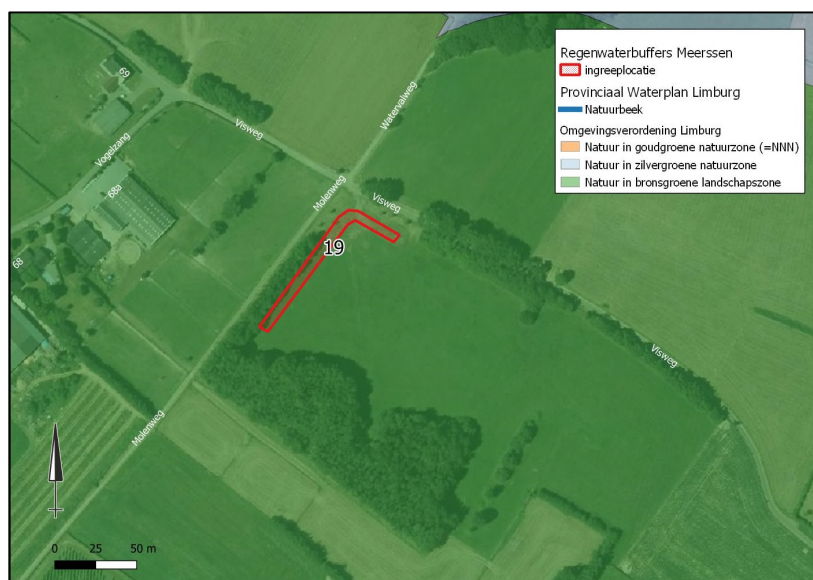 Regenwaterbuffers Meerssen
ingreeplocatie
Provinciaal Waterplan Limburg
Natuurbeek
Omgevingsverordening Limburg
Natuur in goudgroene natuurzone (=NNN)
Natuur in zilvergroene natuurzone
Natuur in bronsgroene landschapszone
69
Visweg
Watervalweg
Vogelzang
68a
Molenweg
Visweg
19
68
Visweg
Molenweg
0 25 50 m